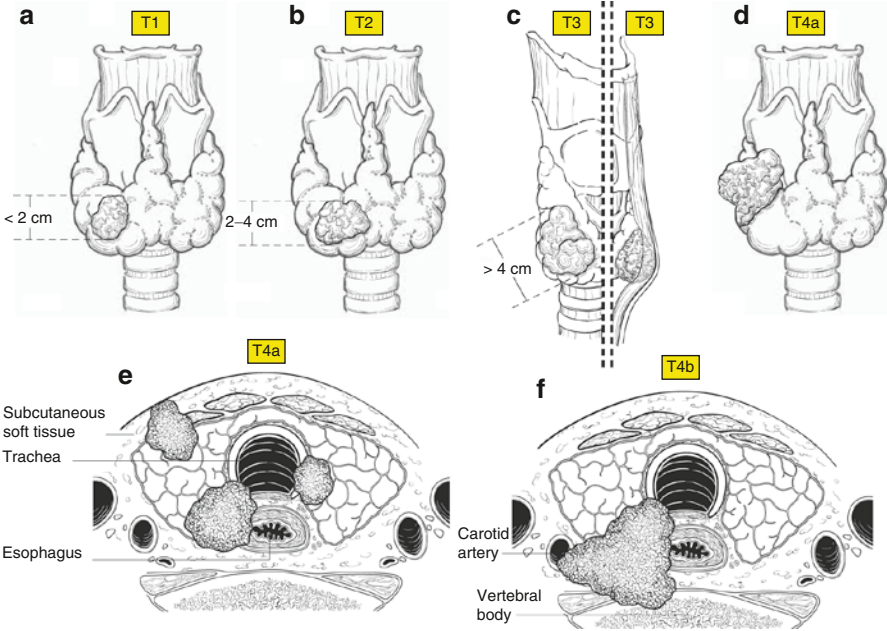 a
T1
b
T2
c
T3
T3
d
T4a
< 2 cm
2–4 cm
> 4 cm
e
T4a
Subcutaneous
soft tissue
Trachea
Esophagus
f
T4b
Carotid
artery
Vertebral
body